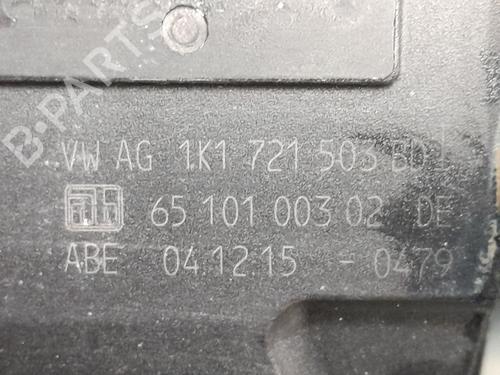 B-PARTS
VW AG 1K1 721 503 BD
65 101 003 02 DE
ABE 04.12.15 - 0479